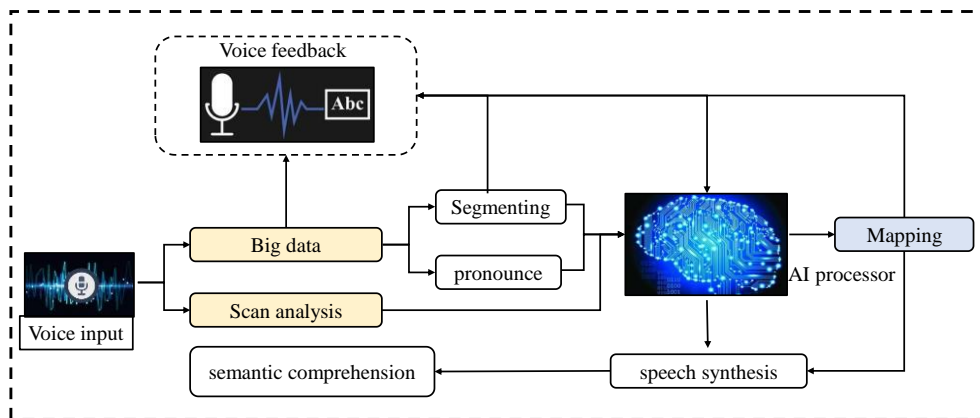 Voice feedback
Abc
Segmenting
Big data
Mapping
pronounce
AI processor
Scan analysis
Voice input
semantic comprehension
speech synthesis